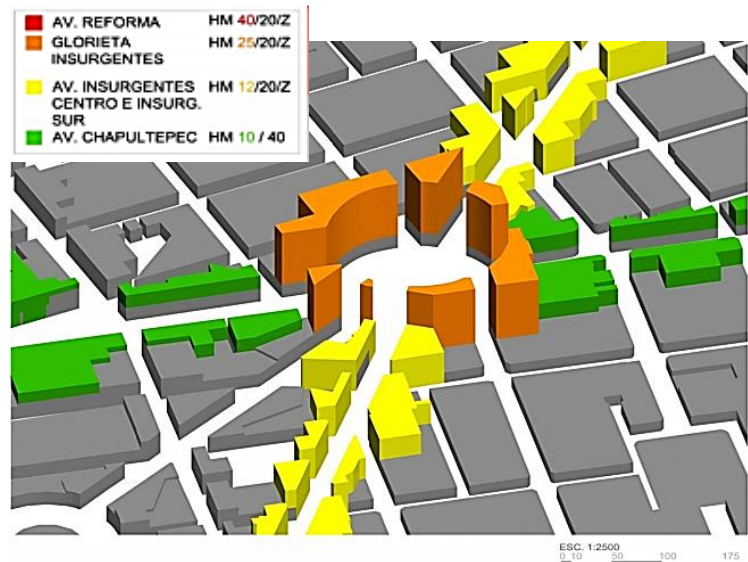 AV. REFORMA HM 40/20/Z
GLORIETA HM 25/20/Z
INSURGENTES
AV. INSURGENTES HM 12/20/Z
CENTRO E INSURG.
SUR
AV. CHAPULTEPEC HM 10 / 40
ESC. 1:2500
0 10 50 100 175